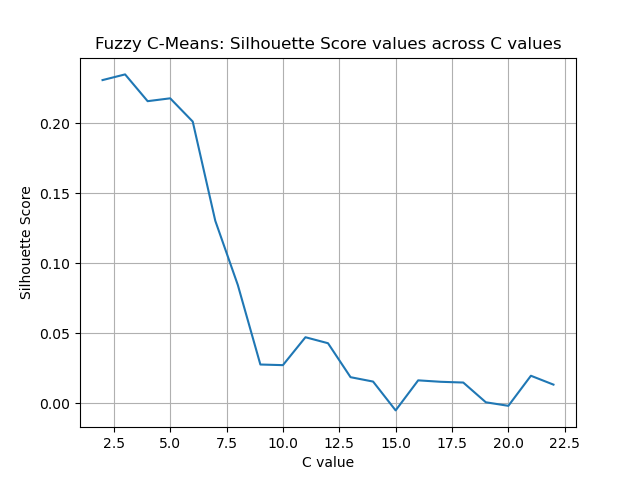 Fuzzy C-Means: Silhouette Score values across C values
Silhouette Score
0.20
0.15
0.10
0.05
0.00
2.5 5.0 7.5 10.0 12.5 15.0 17.5 20.0 22.5
C value